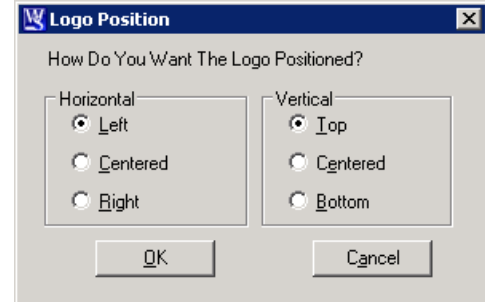 Logo Position
How Do You Want The Logo Positioned?
Horizontal
Left
Centered
Right
Vertical
Top
Centered
Bottom
OK
Cancel